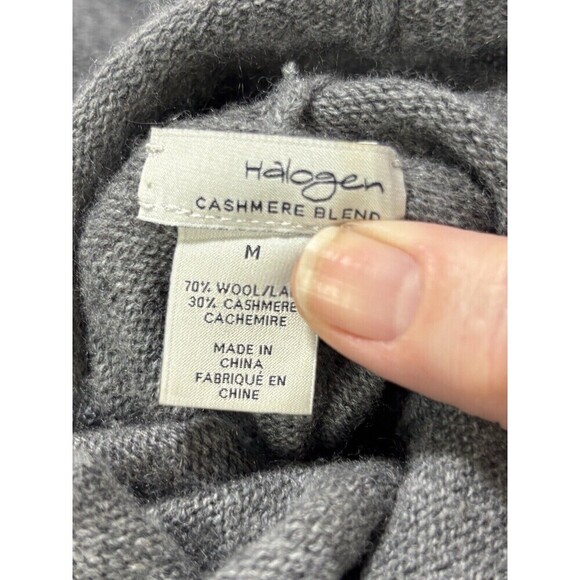 Halogen
CASHMERE BLEND
M
70% WOOL/LA
30% CASHMERE
CACHEMIRE
MADE IN
CHINA
FABRIQUÉ EN
CHINE